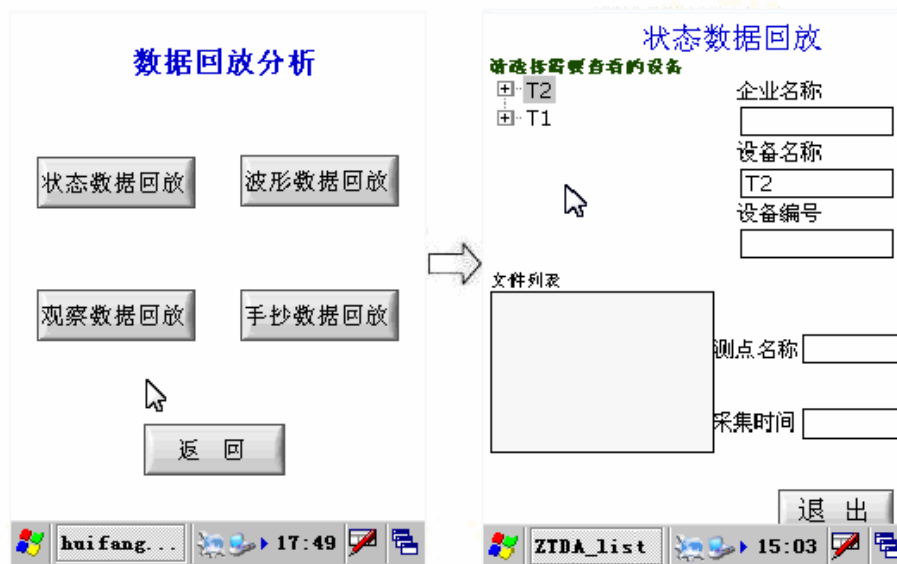 数据回放分析
状态数据回放
波形数据回放
观察数据回放
手抄数据回放
返 回
huifang...
17:49
状态数据回放
请选择需要查看的设备
T2
T1
企业名称
设备名称
T2
设备编号
文件列表
测点名称
采集时间
退 出
ZTDA_list
15:03